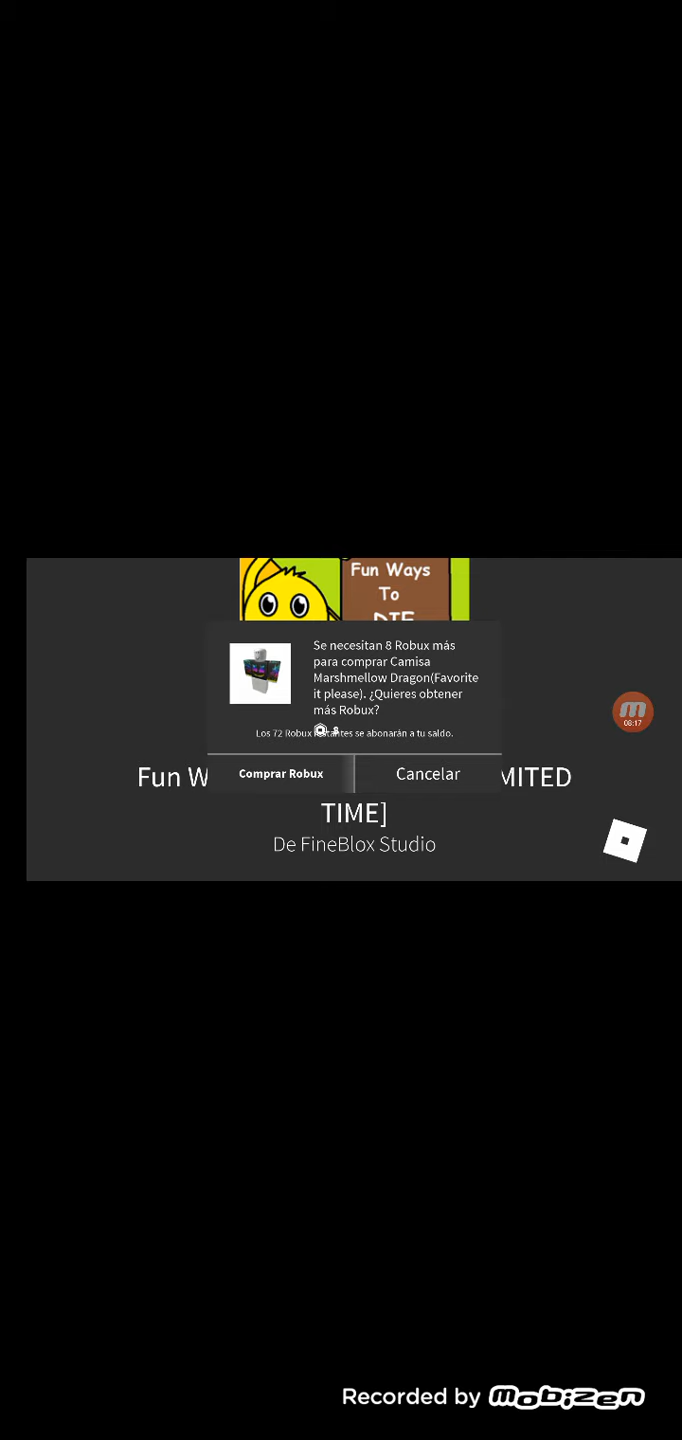 Fun Ways
To
DIE
Se necesitan 8 Robux más
para comprar Camisa
Marshmellow Dragon(Favorite
it please). ¿Quieres obtener
más Robux?
Los 72 Robux restantes se abonarán a tu saldo.
Comprar Robux
Cancelar
Fun W
MITED
TIME]
De FineBlox Studio
08:17
Recorded by mobizen